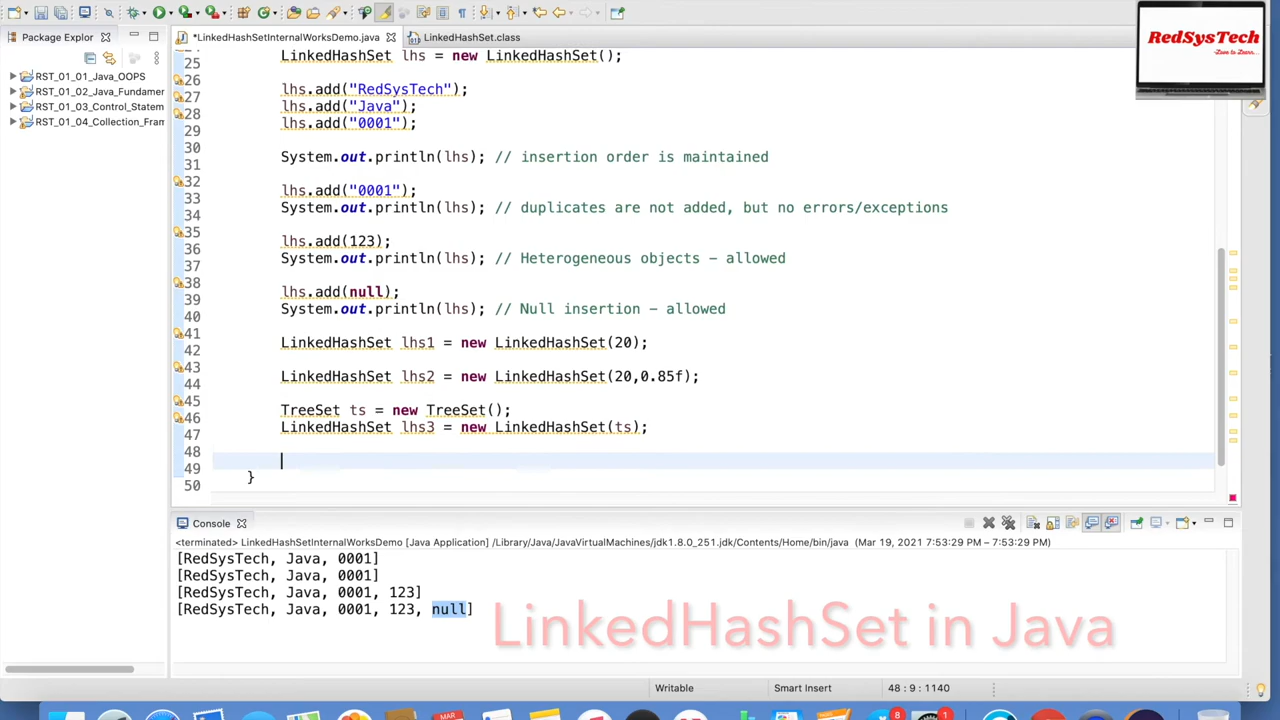 RedSysTech
-Love to Learn...
Package Explor
*LinkedHashSetInternalWorksDemo.java
LinkedHashSet.class
RST_01_01_Java_OOPS
RST_01_02_Java_Fundamer
RST_01_03_Control_Statem
RST_01_04_Collection_Fram
25 LinkedHashSet lhs = new LinkedHashSet();
26
27 lhs.add("RedSysTech");
28 lhs.add("Java");
29 lhs.add("0001");
30
31 System.out.println(lhs); // insertion order is maintained
32
33 lhs.add("0001");
34 System.out.println(lhs); // duplicates are not added, but no errors/exceptions
35
36 lhs.add(123);
37 System.out.println(lhs); // Heterogeneous objects - allowed
38
39 lhs.add(null);
40 System.out.println(lhs); // Null insertion - allowed
41
42 LinkedHashSet lhs1 = new LinkedHashSet(20);
43
44 LinkedHashSet lhs2 = new LinkedHashSet(20,0.85f);
45
46 TreeSet ts = new TreeSet();
47 LinkedHashSet lhs3 = new LinkedHashSet(ts);
48
49
50 }
Console
<terminated> LinkedHashSetInternalWorksDemo [Java Application] /Library/Java/JavaVirtualMachines/jdk1.8.0_251.jdk/Contents/Home/bin/java (Mar 19, 2021 7:53:29 PM – 7:53:29 PM)
[RedSysTech, Java, 0001]
[RedSysTech, Java, 0001]
[RedSysTech, Java, 0001, 123]
[RedSysTech, Java, 0001, 123, null]
LinkedHashSet in Java
Writable
Smart Insert
48 : 9 : 1140
MAR
8
1